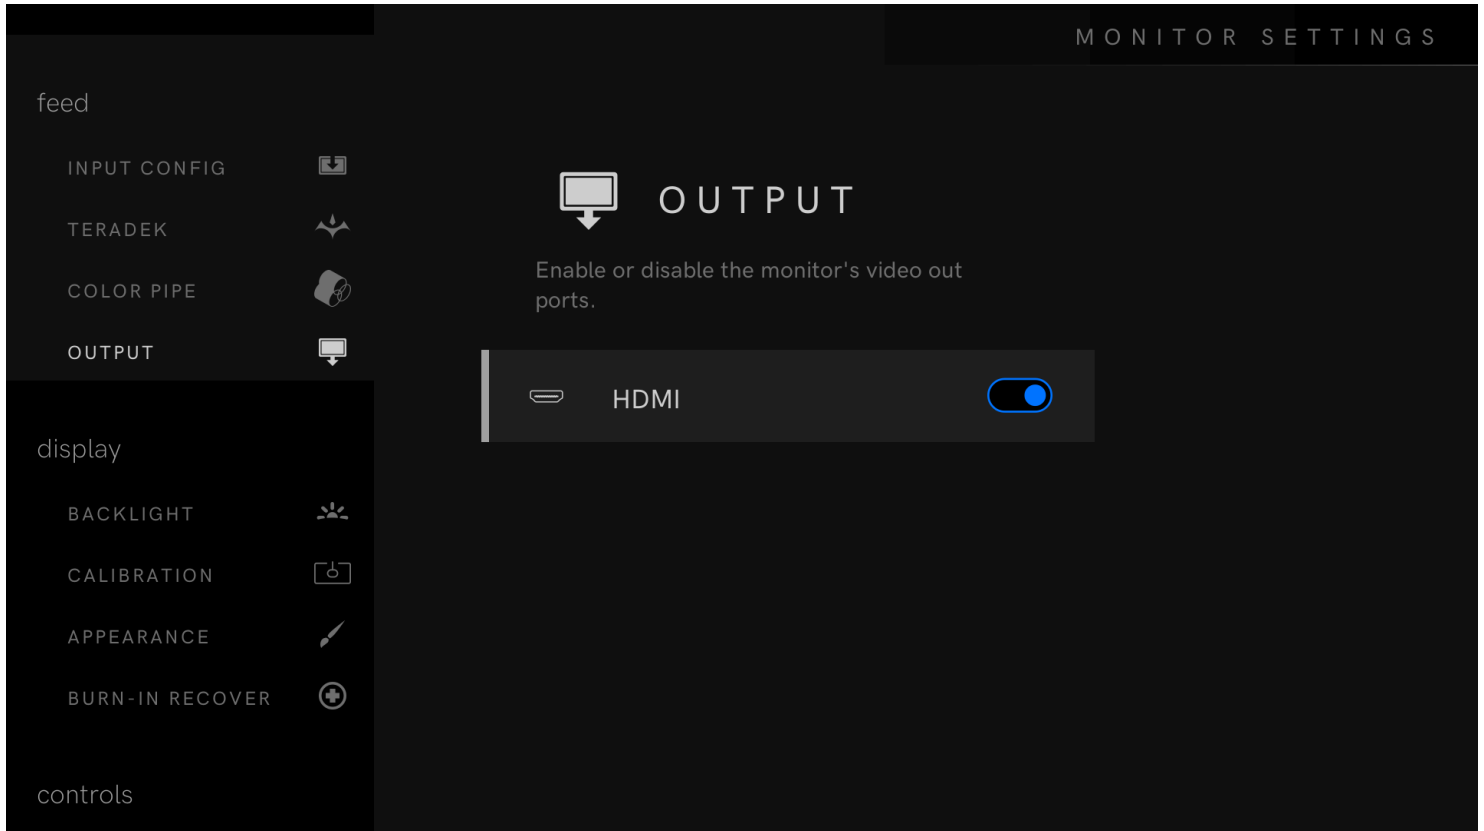 MONITOR SETTINGS
feed
INPUT CONFIG
TERADEK
COLOR PIPE
OUTPUT
display
BACKLIGHT
CALIBRATION
APPEARANCE
BURN-IN RECOVER
controls
OUTPUT
Enable or disable the monitor's video out
ports.
HDMI